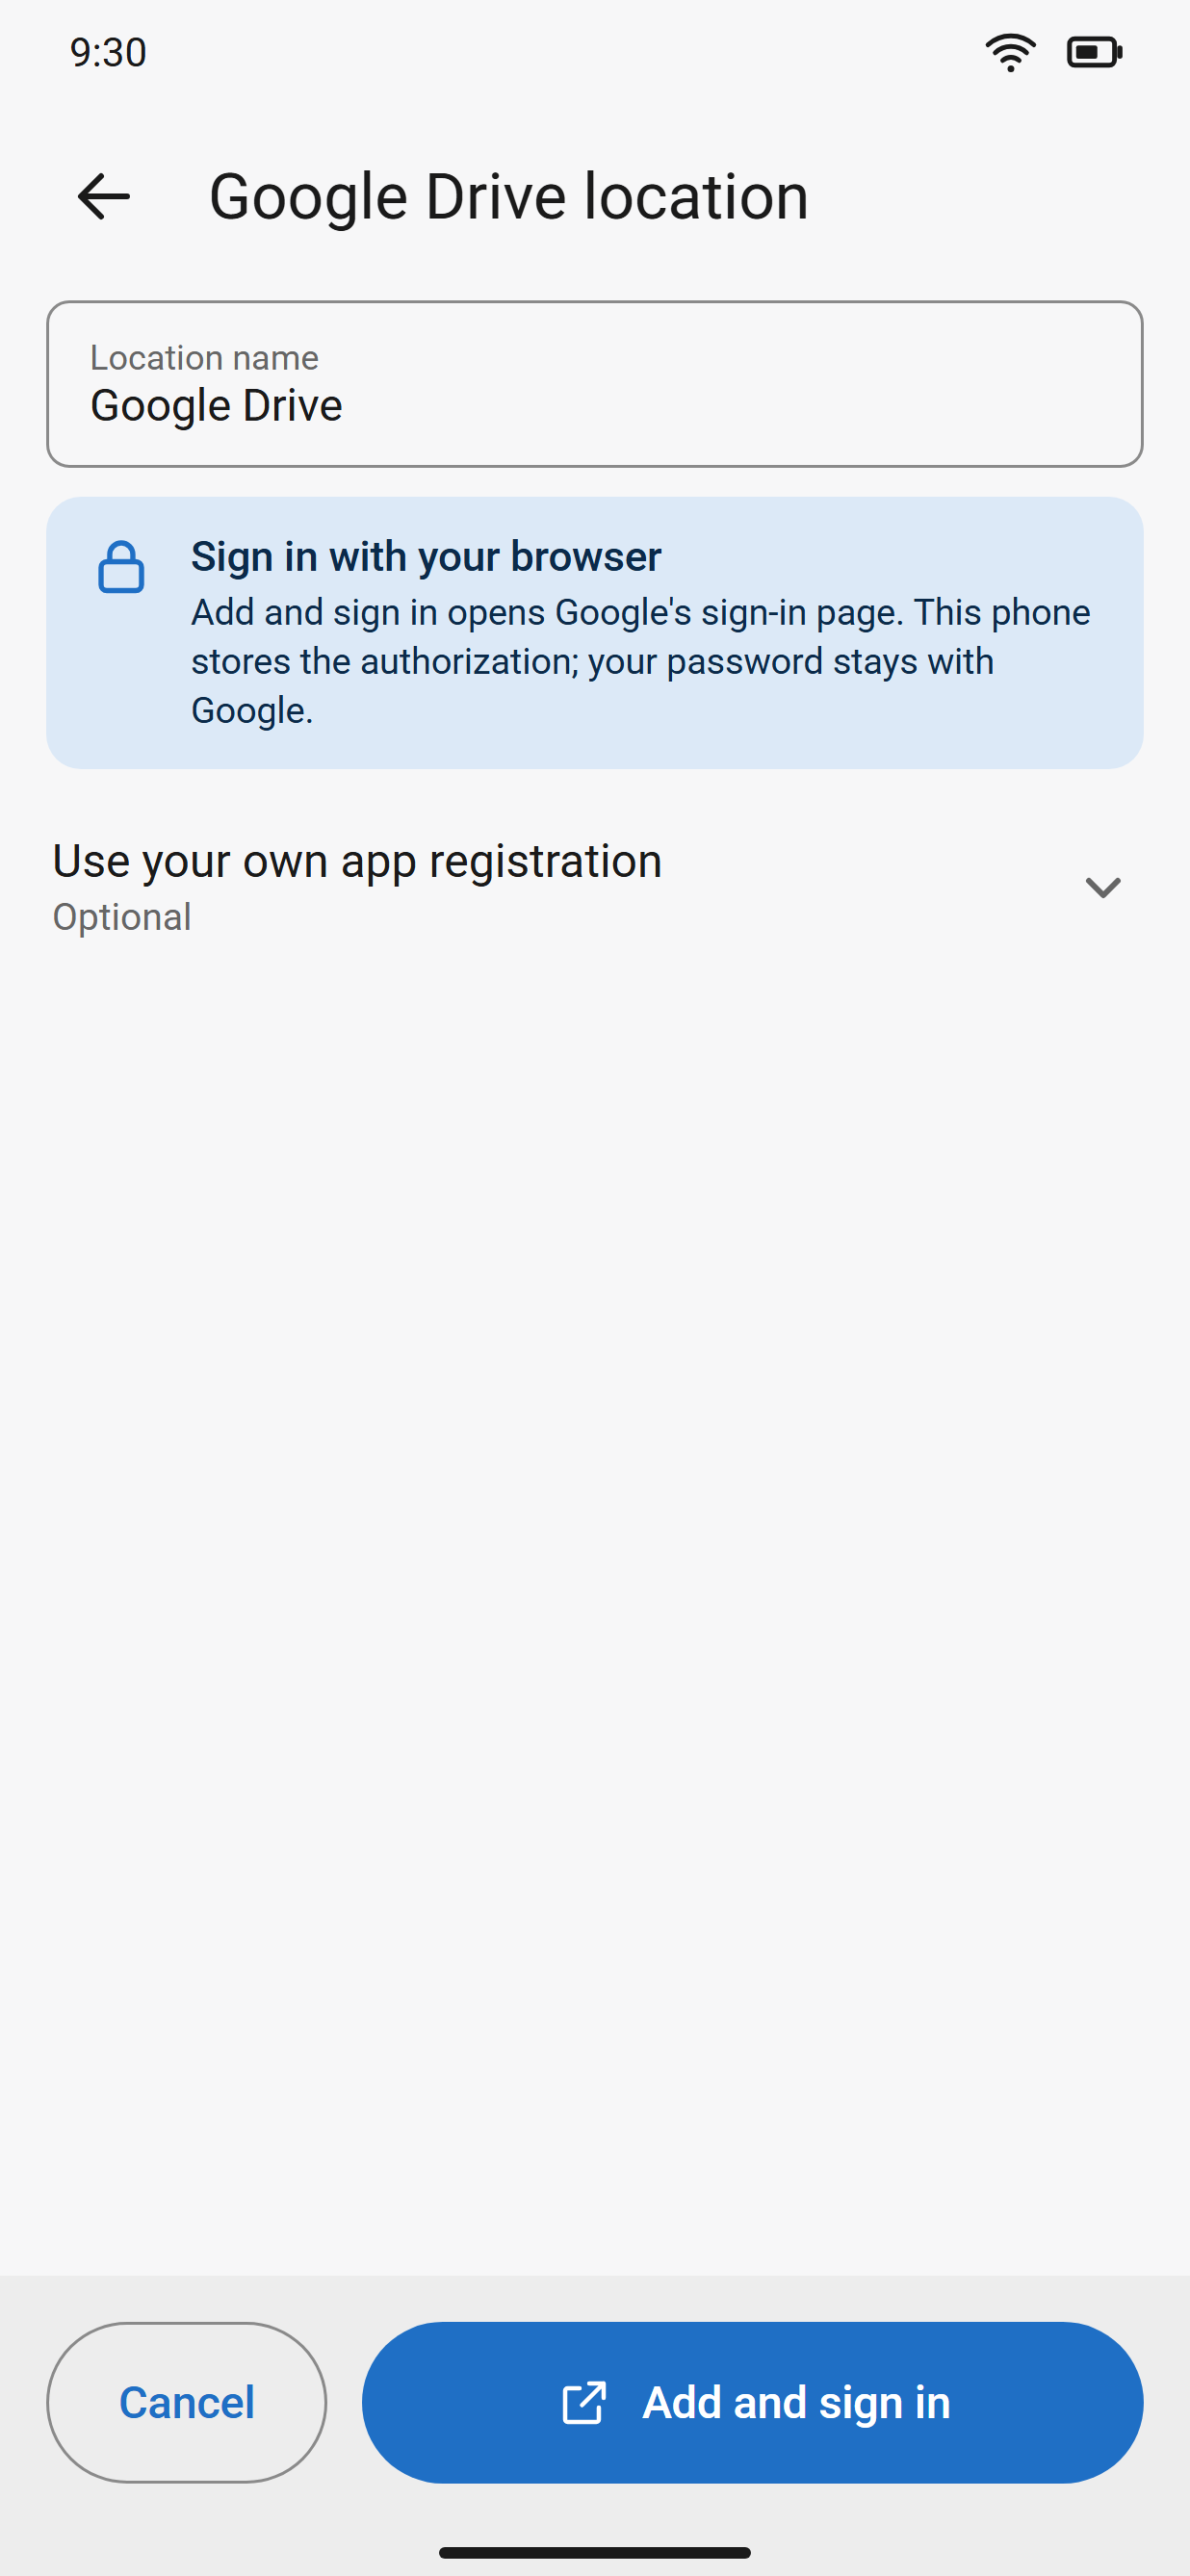 9:30
Google Drive location
Location name
Google Drive
Sign in with your browser
Add and sign in opens Google's sign-in page. This phone
stores the authorization; your password stays with
Google.
Use your own app registration
Optional
Cancel
Add and sign in